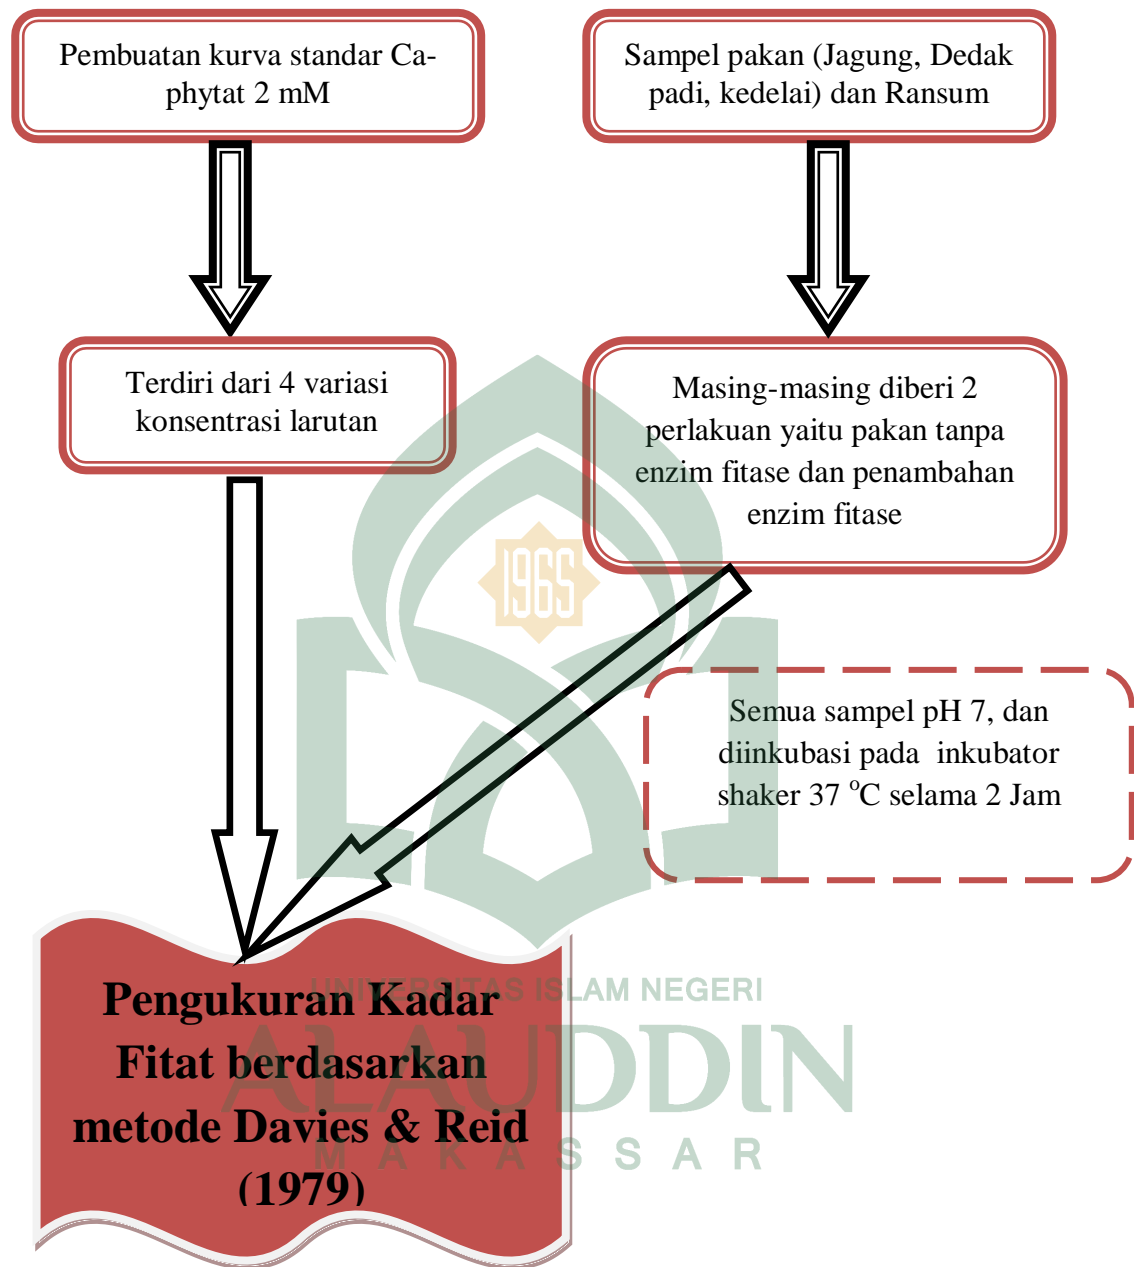 Pembuatan kurva standar Ca-
phytat 2 mM
Sampel pakan (Jagung, Dedak
padi, kedelai) dan Ransum
Terdiri dari 4 variasi
konsentrasi larutan
Masing-masing diberi 2
perlakuan yaitu pakan tanpa
enzim fitase dan penambahan
enzim fitase
1965
Semua sampel pH 7, dan
diinkubasi pada inkubator
shaker 37 °C selama 2 Jam
Pengukuran Kadar
Fitat berdasarkan
metode Davies & Reid
(1979)
UNIVERSITAS ISLAM NEGERI
ALAUDDIN
MAKASSAR